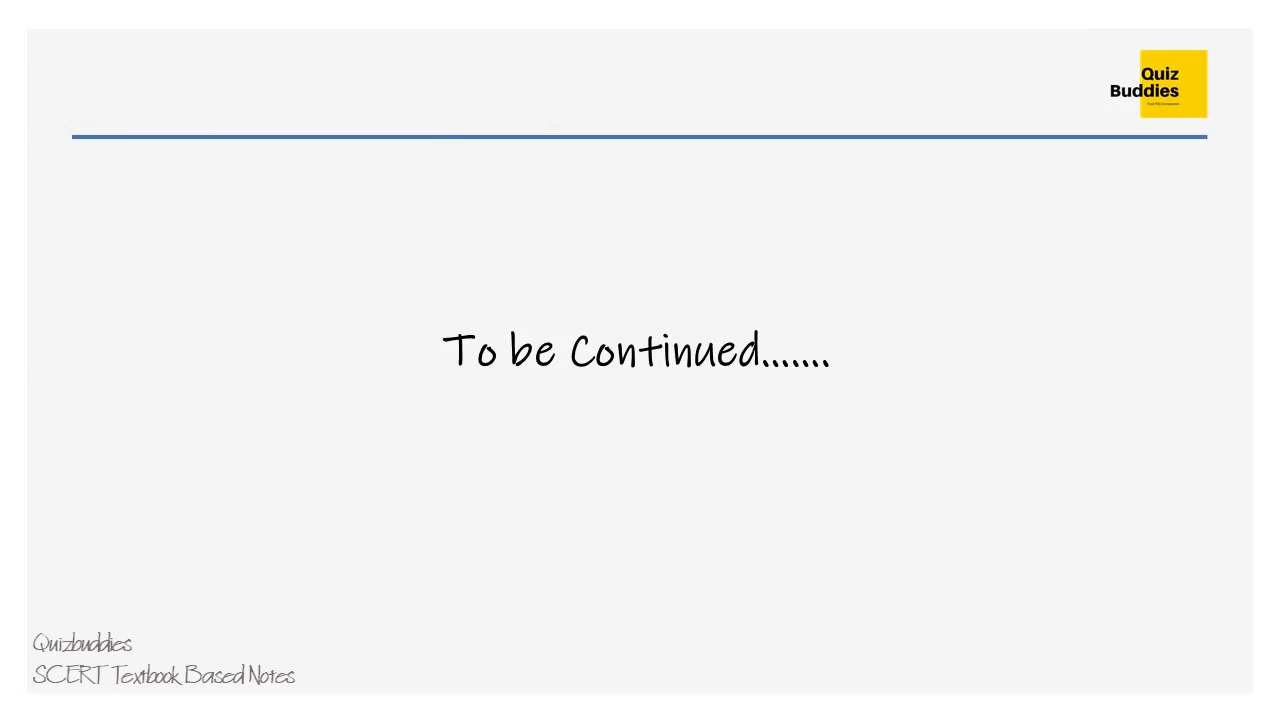 Quiz
Buddies
To be Continued.......
Quizbuddies
SCERT Textbook Based Notes